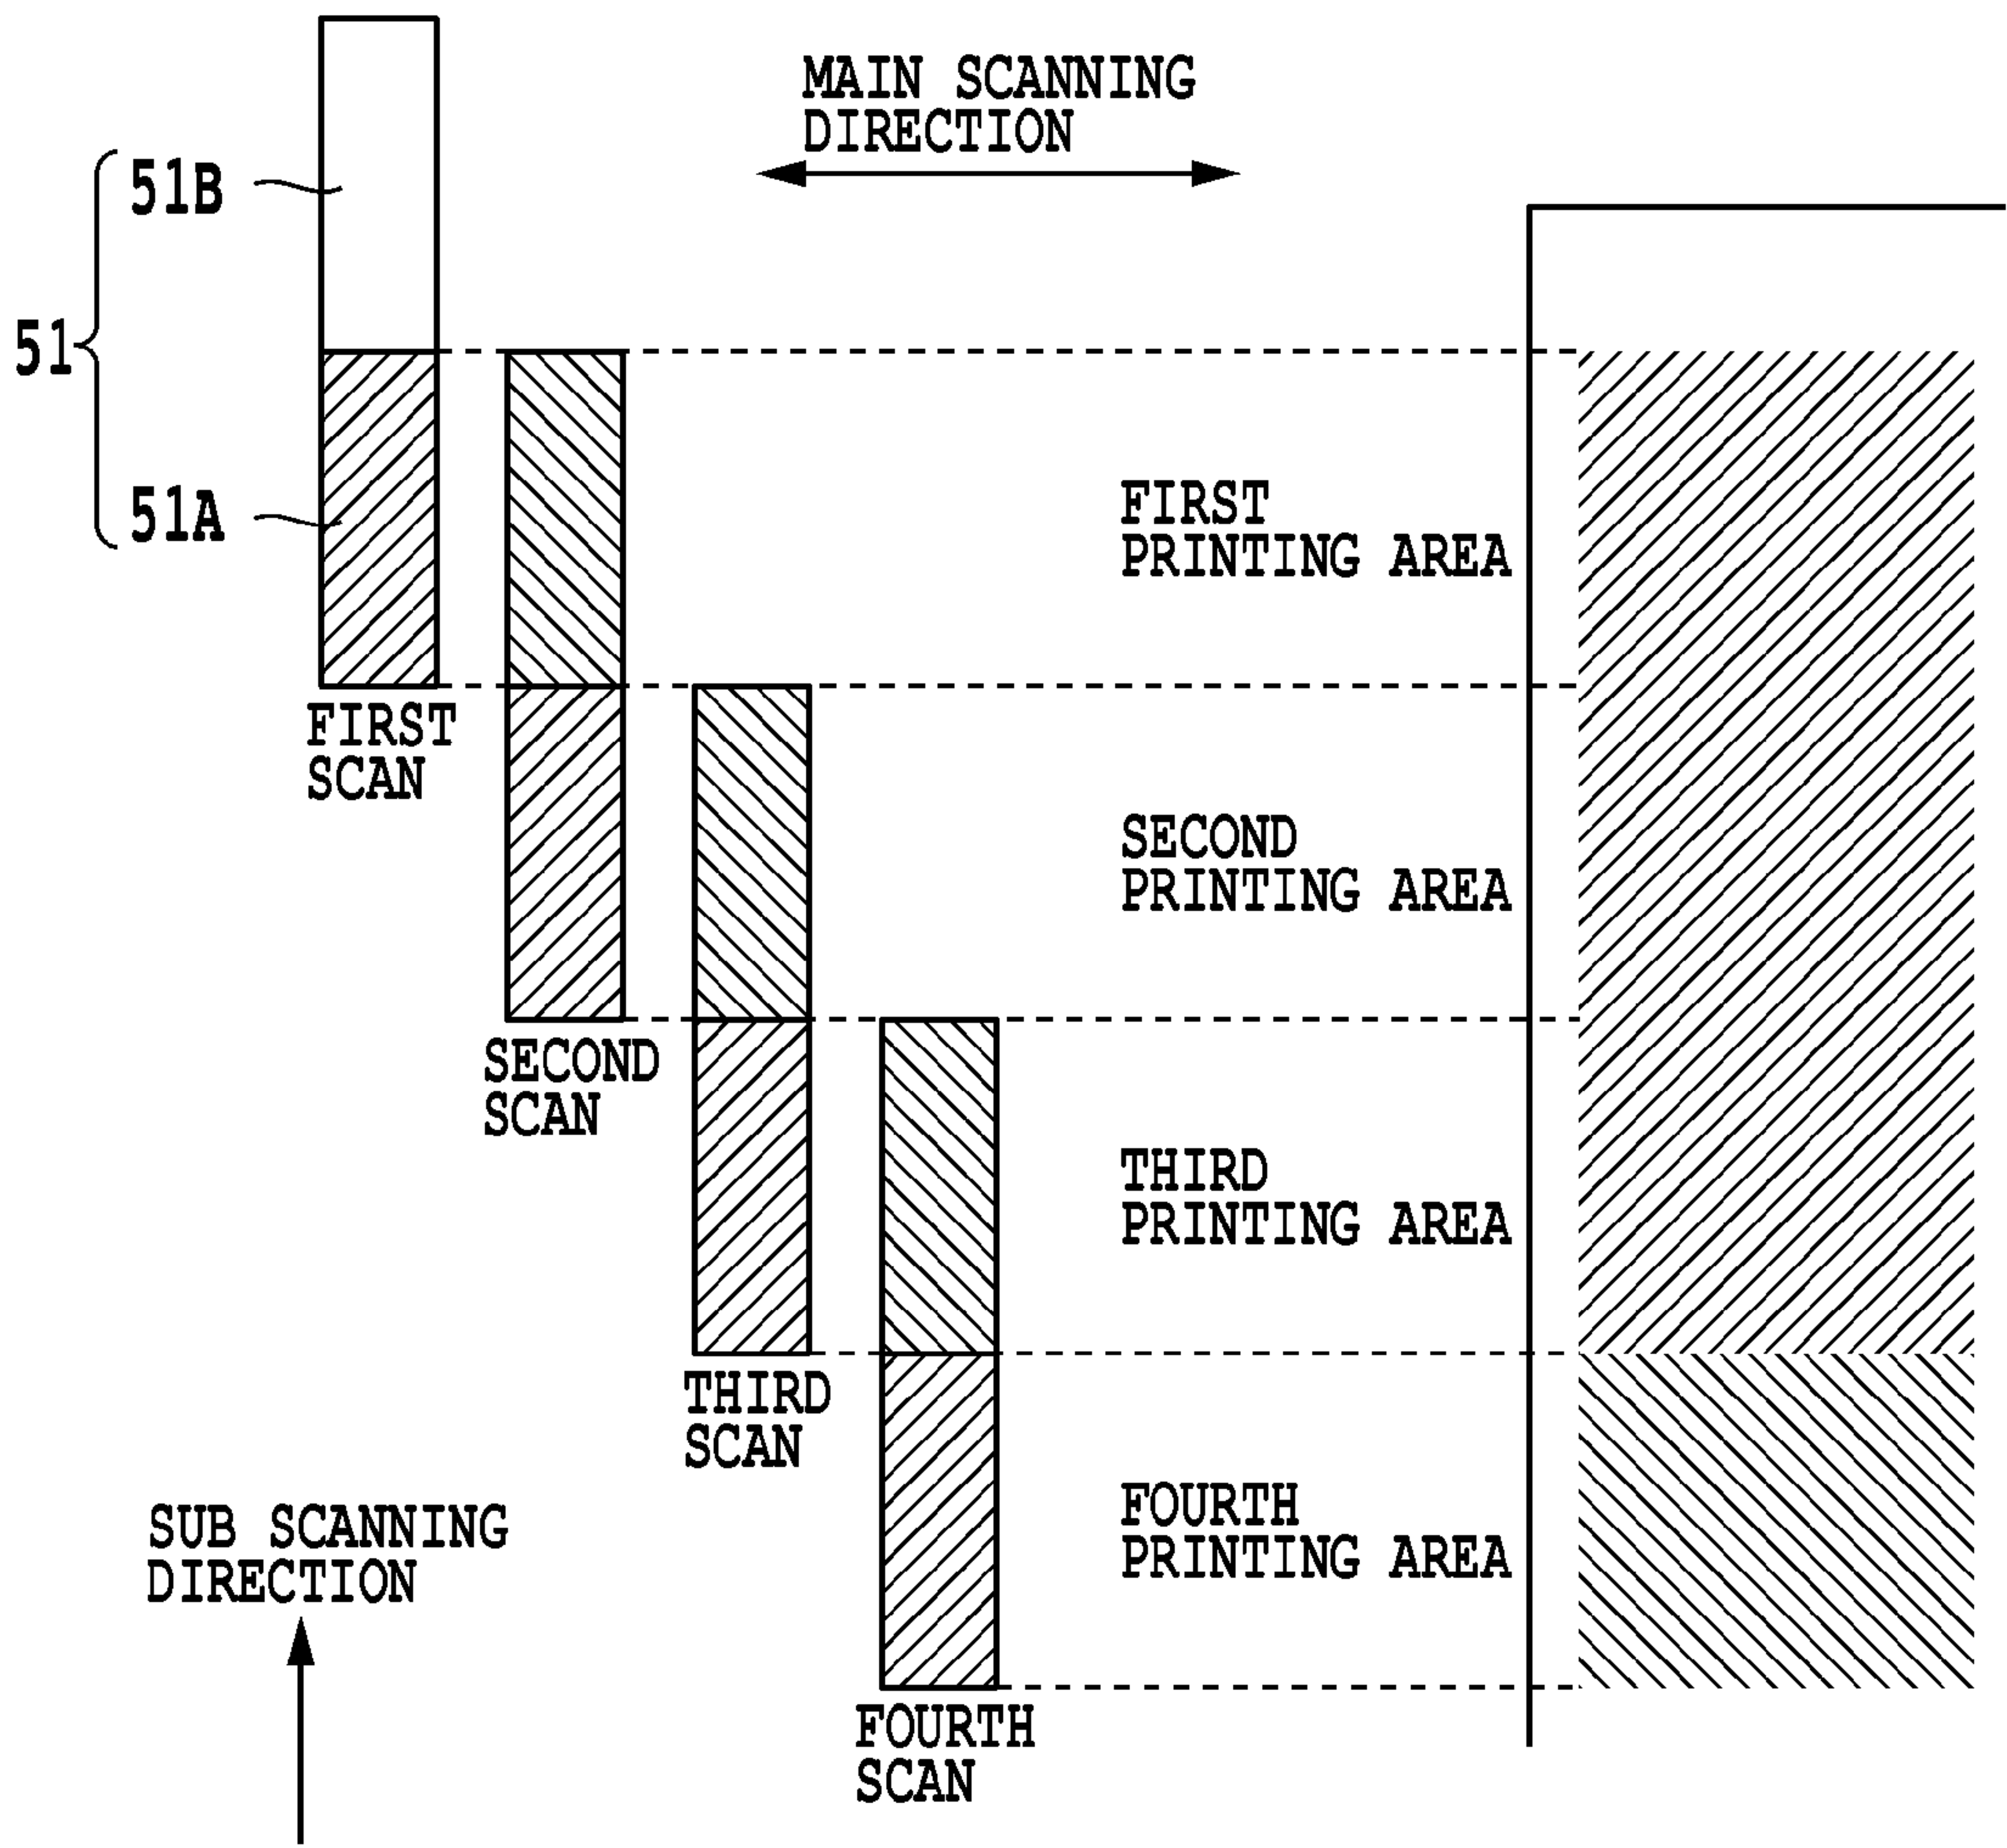 MAIN SCANNING
DIRECTION
51B
51
51A
FIRST
PRINTING AREA
FIRST
SCAN
SECOND
PRINTING AREA
SECOND
SCAN
THIRD
PRINTING AREA
THIRD
SCAN
FOURTH
PRINTING AREA
SUB SCANNING
DIRECTION
FOURTH
SCAN